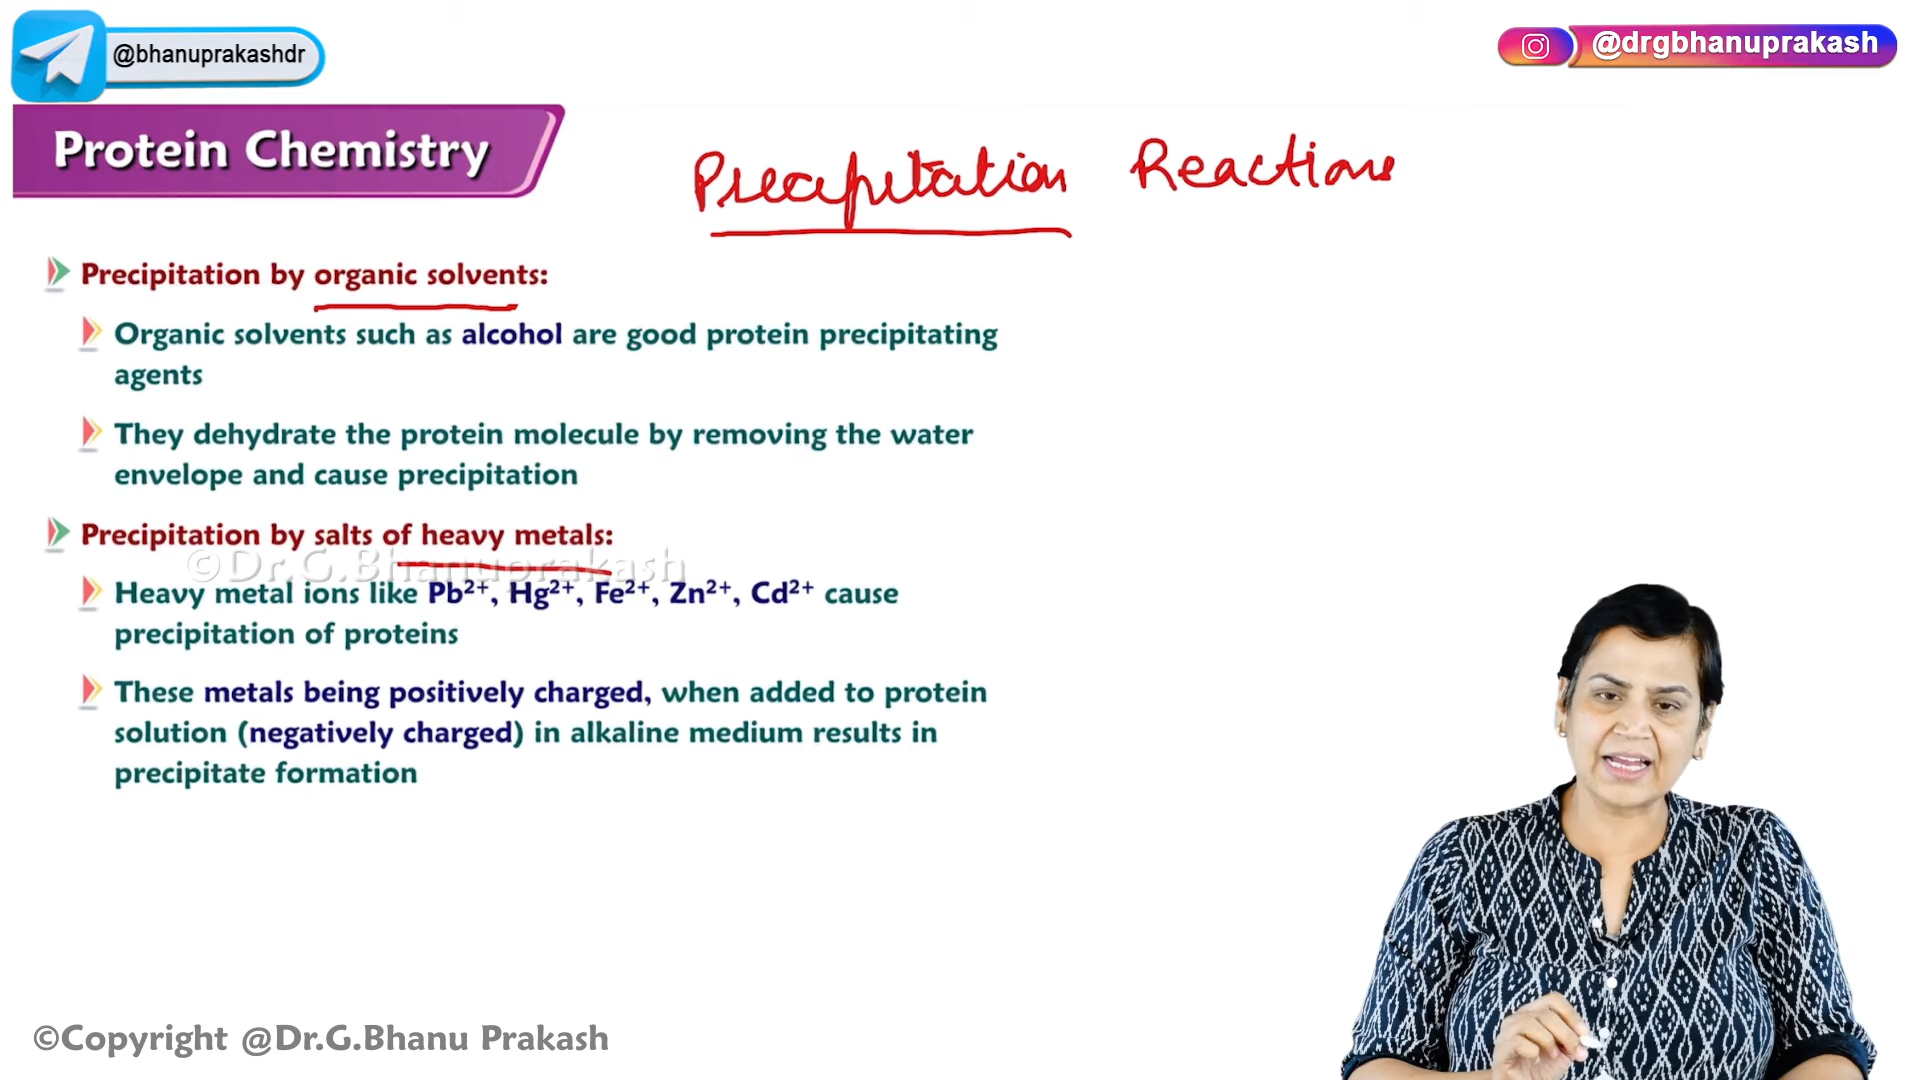 @bhanuprakashdr
@drgbhanuprakash
Protein Chemistry
Precipitation Reactions
Precipitation by organic solvents:
Organic solvents such as alcohol are good protein precipitating
agents
They dehydrate the protein molecule by removing the water
envelope and cause precipitation
Precipitation by salts of heavy metals:
©Dr.G.Bhanuprakash
Heavy metal ions like Pb²⁺, Hg²⁺, Fe²⁺, Zn²⁺, Cd²⁺ cause
precipitation of proteins
These metals being positively charged, when added to protein
solution (negatively charged) in alkaline medium results in
precipitate formation
©Copyright @Dr.G.Bhanu Prakash